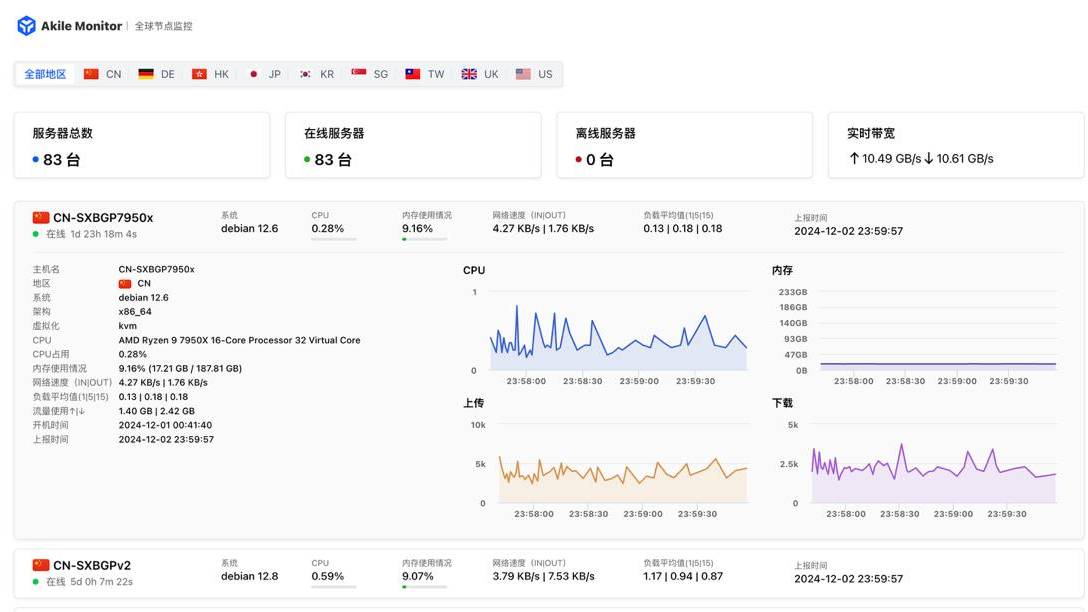 Akile Monitor | 全球节点监控
全部地区 CN DE HK JP KR SG TW UK US
服务器总数 在线服务器 离线服务器 实时带宽
83 台 83 台 0 台 ↑ 10.49 GB/s ↓ 10.61 GB/s
CN-SXBGP7950x 系统 CPU 内存使用情况 网络速度（IN|OUT） 负载平均值(1|5|15) 上报时间
在线 1d 23h 18m 4s debian 12.6 0.28% 9.16% 4.27 KB/s | 1.76 KB/s 0.13 | 0.18 | 0.18 2024-12-02 23:59:57
主机名 CN-SXBGP7950x
地区 CN
系统 debian 12.6
架构 x86_64
虚拟化 kvm
CPU AMD Ryzen 9 7950X 16-Core Processor 32 Virtual Core
CPU占用 0.28%
内存使用情况 9.16% (17.21 GB / 187.81 GB)
网络速度（IN|OUT） 4.27 KB/s | 1.76 KB/s
负载平均值(1|5|15) 0.13 | 0.18 | 0.18
流量使用↑|↓ 1.40 GB | 2.42 GB
开机时间 2024-12-01 00:41:40
上报时间 2024-12-02 23:59:57
CPU
1
0
23:58:00 23:58:30 23:59:00 23:59:30
内存
233GB
186GB
140GB
93GB
47GB
0B
23:58:00 23:58:30 23:59:00 23:59:30
上传
10k
5k
0
23:58:00 23:58:30 23:59:00 23:59:30
下载
5k
2.5k
0
23:58:00 23:58:30 23:59:00 23:59:30
CN-SXBGPv2 系统 CPU 内存使用情况 网络速度（IN|OUT） 负载平均值(1|5|15) 上报时间
在线 5d 0h 7m 22s debian 12.8 0.59% 9.07% 3.79 KB/s | 7.53 KB/s 1.17 | 0.94 | 0.87 2024-12-02 23:59:57